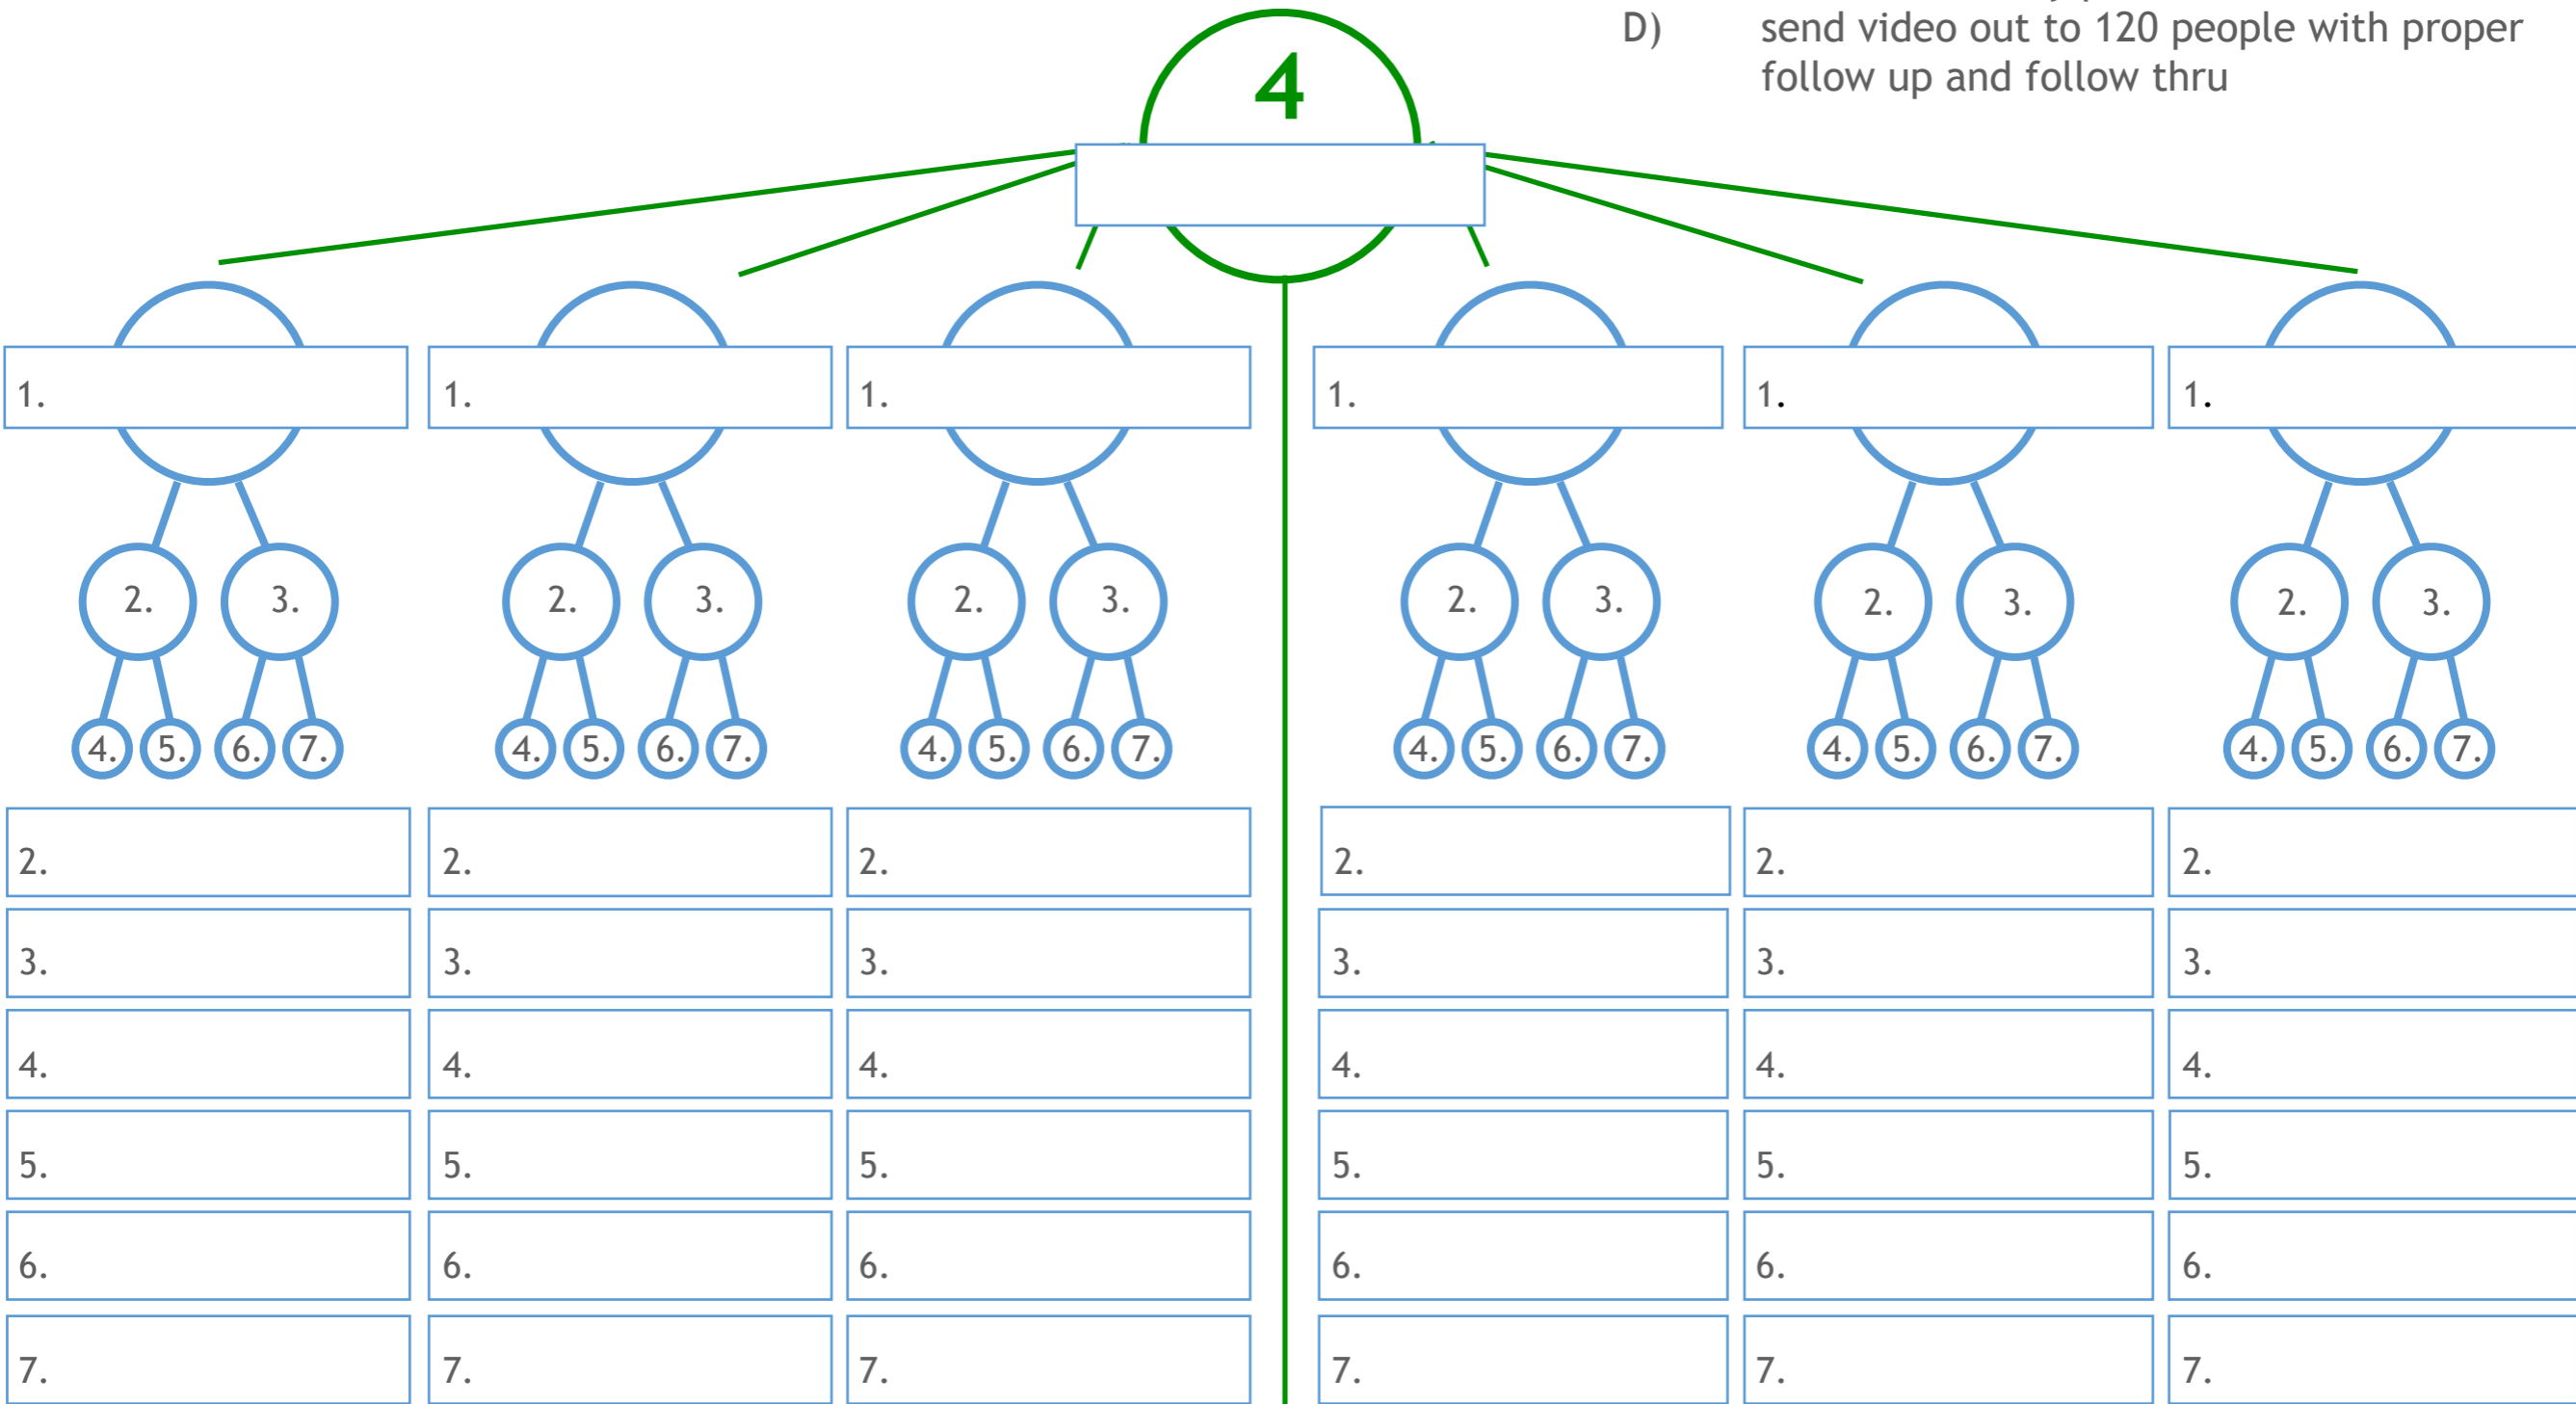 D) send video out to 120 people with proper
follow up and follow thru
4
1. 1. 1. 1. 1. 1.
2. 3. 2. 3. 2. 3. 2. 3. 2. 3. 2. 3.
4. 5. 6. 7. 4. 5. 6. 7. 4. 5. 6. 7. 4. 5. 6. 7. 4. 5. 6. 7. 4. 5. 6. 7.
2. 2. 2. 2. 2. 2.
3. 3. 3. 3. 3. 3.
4. 4. 4. 4. 4. 4.
5. 5. 5. 5. 5. 5.
6. 6. 6. 6. 6. 6.
7. 7. 7. 7. 7. 7.